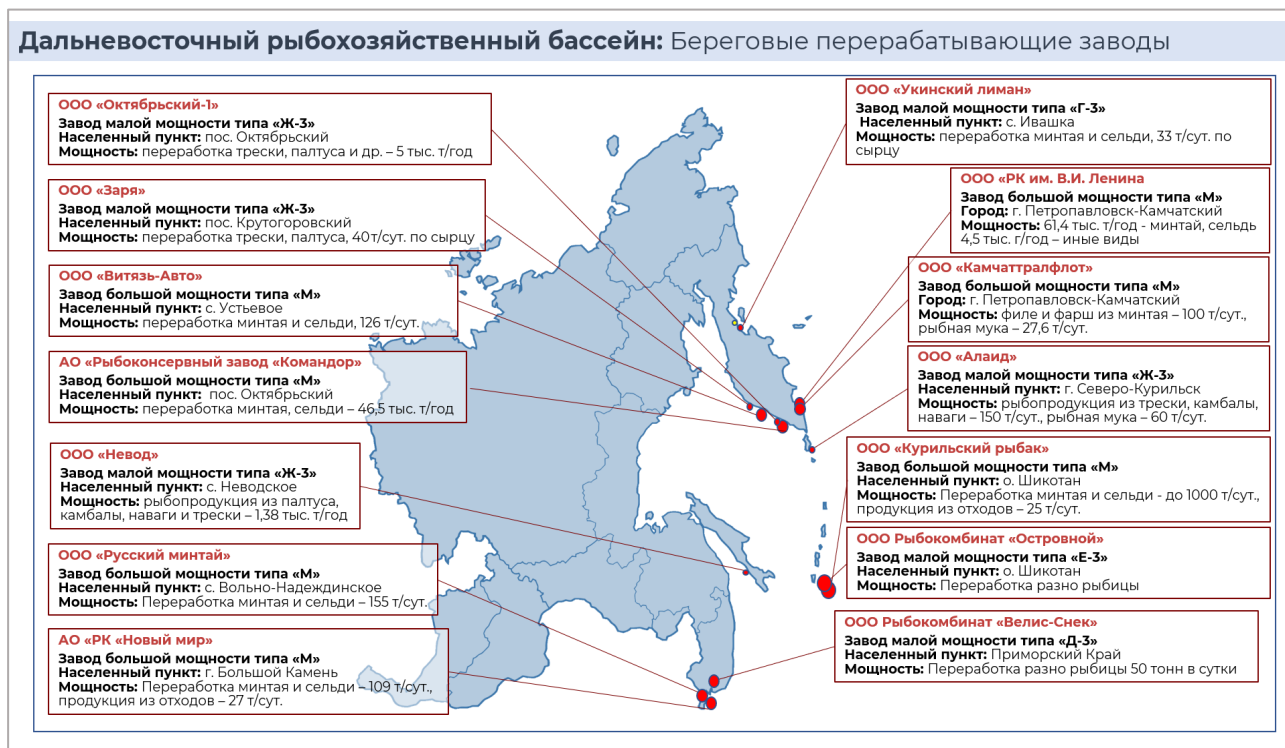 Дальневосточный рыбохозяйственный бассейн: Береговые перерабатывающие заводы
ООО «Октябрьский-1»
Завод малой мощности типа «Ж-3»
Населенный пункт: пос. Октябрьский
Мощность: переработка трески, палтуса и др. – 5 тыс. т/год
ООО «Заря»
Завод малой мощности типа «Ж-3»
Населенный пункт: пос. Крутогоровский
Мощность: переработка трески, палтуса, 40 т/сут. по сырцу
ООО «Витязь-Авто»
Завод большой мощности типа «М»
Населенный пункт: с. Устьевое
Мощность: переработка минтая и сельди, 126 т/сут.
АО «Рыбоконсервный завод «Командор»
Завод большой мощности типа «М»
Населенный пункт: пос. Октябрьский
Мощность: переработка минтая, сельди – 46,5 тыс. т/год
ООО «Невод»
Завод малой мощности типа «Ж-3»
Населенный пункт: с. Неводское
Мощность: рыбопродукция из палтуса,
камбалы, наваги и трески – 1,38 тыс. т/год
ООО «Русский минтай»
Завод большой мощности типа «М»
Населенный пункт: с. Вольно-Надеждинское
Мощность: Переработка минтая и сельди – 155 т/сут.
АО «РК «Новый мир»
Завод большой мощности типа «М»
Населенный пункт: г. Большой Камень
Мощность: Переработка минтая и сельди – 109 т/сут.,
продукция из отходов – 27 т/сут.
ООО «Укинский лиман»
Завод малой мощности типа «Г-3»
Населенный пункт: с. Ивашка
Мощность: переработка минтая и сельди, 33 т/сут. по
сырцу
ООО «РК им. В.И. Ленина
Завод большой мощности типа «М»
Город: г. Петропавловск-Камчатский
Мощность: 61,4 тыс. т/год - минтай, сельдь
4,5 тыс. г/год – иные виды
ООО «Камчаттралфлот»
Завод большой мощности типа «М»
Город: г. Петропавловск-Камчатский
Мощность: филе и фарш из минтая – 100 т/сут.,
рыбная мука – 27,6 т/сут.
ООО «Алаид»
Завод малой мощности типа «Ж-3»
Населенный пункт: г. Северо-Курильск
Мощность: рыбопродукция из трески, камбалы,
наваги – 150 т/сут., рыбная мука – 60 т/сут.
ООО «Курильский рыбак»
Завод большой мощности типа «М»
Населенный пункт: о. Шикотан
Мощность: Переработка минтая и сельди - до 1000 т/сут.,
продукция из отходов – 25 т/сут.
ООО Рыбокомбинат «Островной»
Завод малой мощности типа «Е-3»
Населенный пункт: о. Шикотан
Мощность: Переработка разно рыбицы
ООО Рыбокомбинат «Велис-Снек»
Завод малой мощности типа «Д-3»
Населенный пункт: Приморский Край
Мощность: Переработка разно рыбицы 50 тонн в сутки